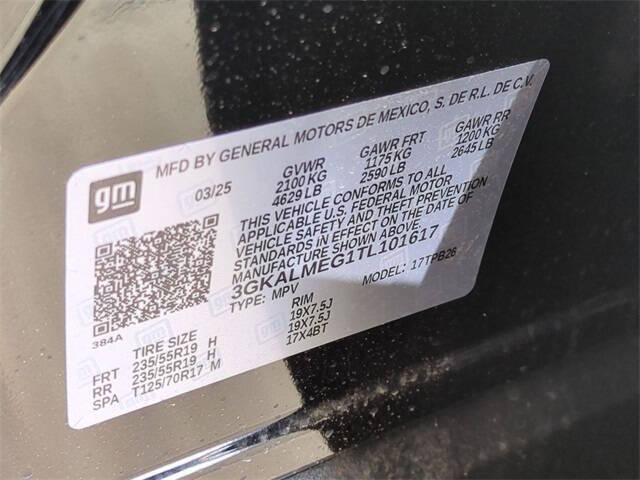 MFD BY GENERAL MOTORS DE MEXICO, S. DE R.L. DE C.V.
gm
03/25
GVWR GAWR FRT GAWR RR
2100 KG 1175 KG 1200 KG
4629 LB 2590 LB 2645 LB
THIS VEHICLE CONFORMS TO ALL
APPLICABLE U.S. FEDERAL MOTOR
VEHICLE SAFETY AND THEFT PREVENTION
STANDARDS IN EFFECT ON THE DATE OF
MANUFACTURE SHOWN ABOVE.
3GKALMEG1TL101617
TYPE: MPV MODEL: 17TPB26
384A
TIRE SIZE RIM
FRT 235/55R19 H 19X7.5J
RR 235/55R19 H 19X7.5J
SPA T125/70R17 M 17X4BT